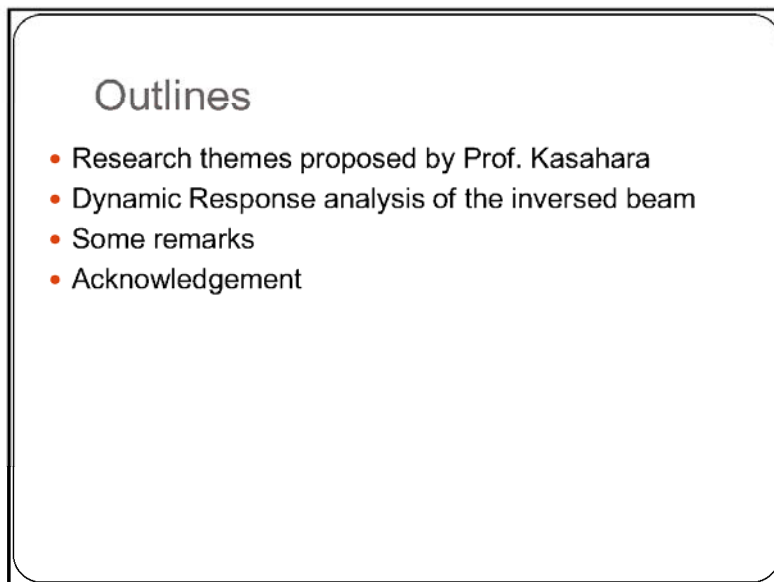 Outlines
• Research themes proposed by Prof. Kasahara
• Dynamic Response analysis of the inversed beam
• Some remarks
• Acknowledgement